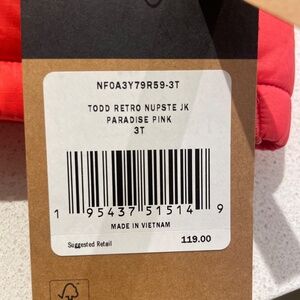 NF0A3Y79R59-3T
TODD RETRO NUPSTE JK
PARADISE PINK
3T
1 95437 51514 9
MADE IN VIETNAM
Suggested Retail 119.00